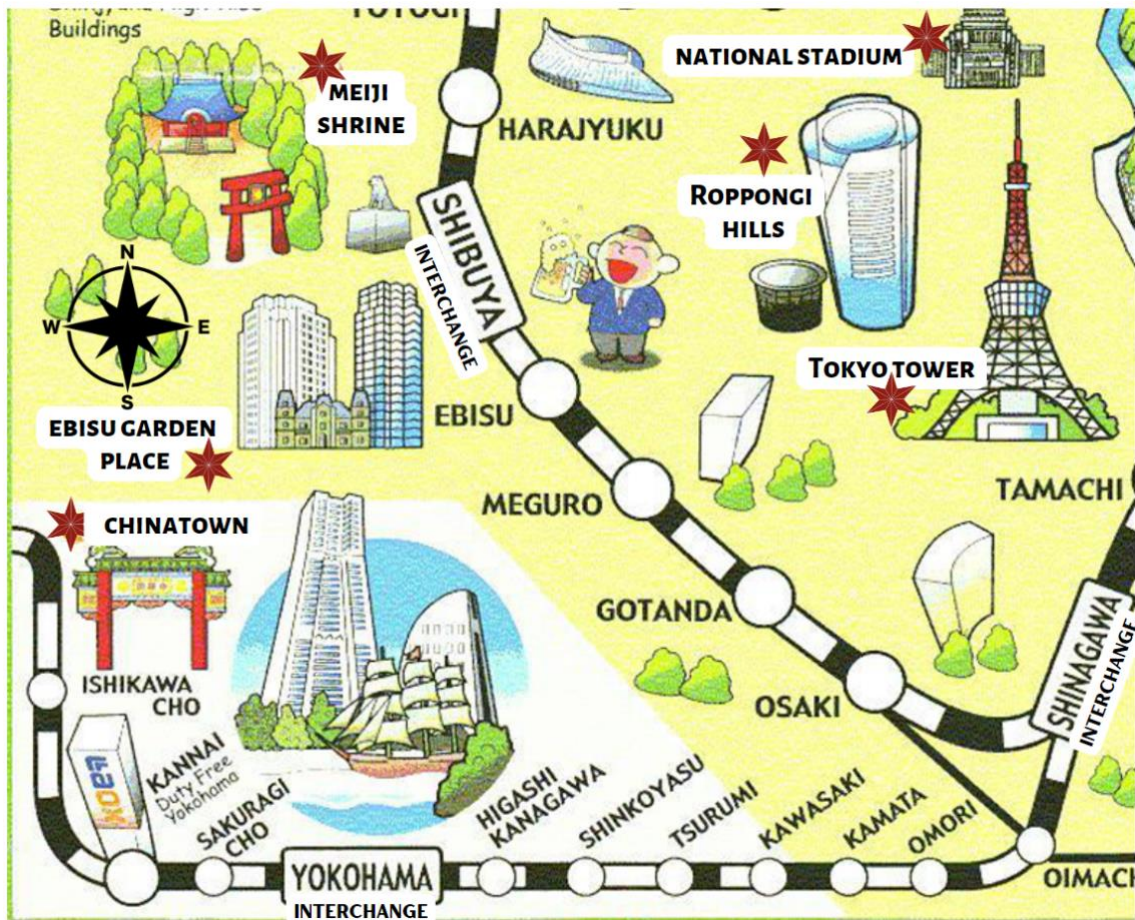 Buildings
YOYOGI
NATIONAL STADIUM
MEIJI
SHRINE
HARAJYUKU
ROPPONGI
HILLS
SHIBUYA
INTERCHANGE
N
W
E
S
TOKYO TOWER
EBISU
EBISU GARDEN
PLACE
MEGURO
TAMACHI
CHINATOWN
GOTANDA
ISHIKAWA
CHO
OSAKI
SHINAGAWA
INTERCHANGE
KANNAI
Duty Free
Yokohama
SAKURAGI
CHO
HIGASHI
KANAGAWA
SHINKOYASU
TSURUMI
KAWASAKI
KAMATA
OMORI
YOKOHAMA
INTERCHANGE
OIMACH